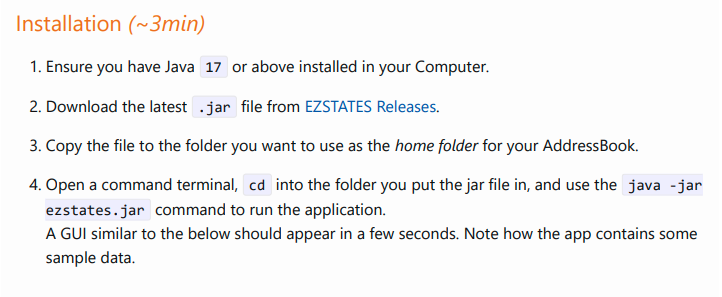 Installation (~3min)
1. Ensure you have Java 17 or above installed in your Computer.
2. Download the latest .jar file from EZSTATES Releases.
3. Copy the file to the folder you want to use as the home folder for your AddressBook.
4. Open a command terminal, cd into the folder you put the jar file in, and use the java -jar
ezstates.jar command to run the application.
A GUI similar to the below should appear in a few seconds. Note how the app contains some
sample data.